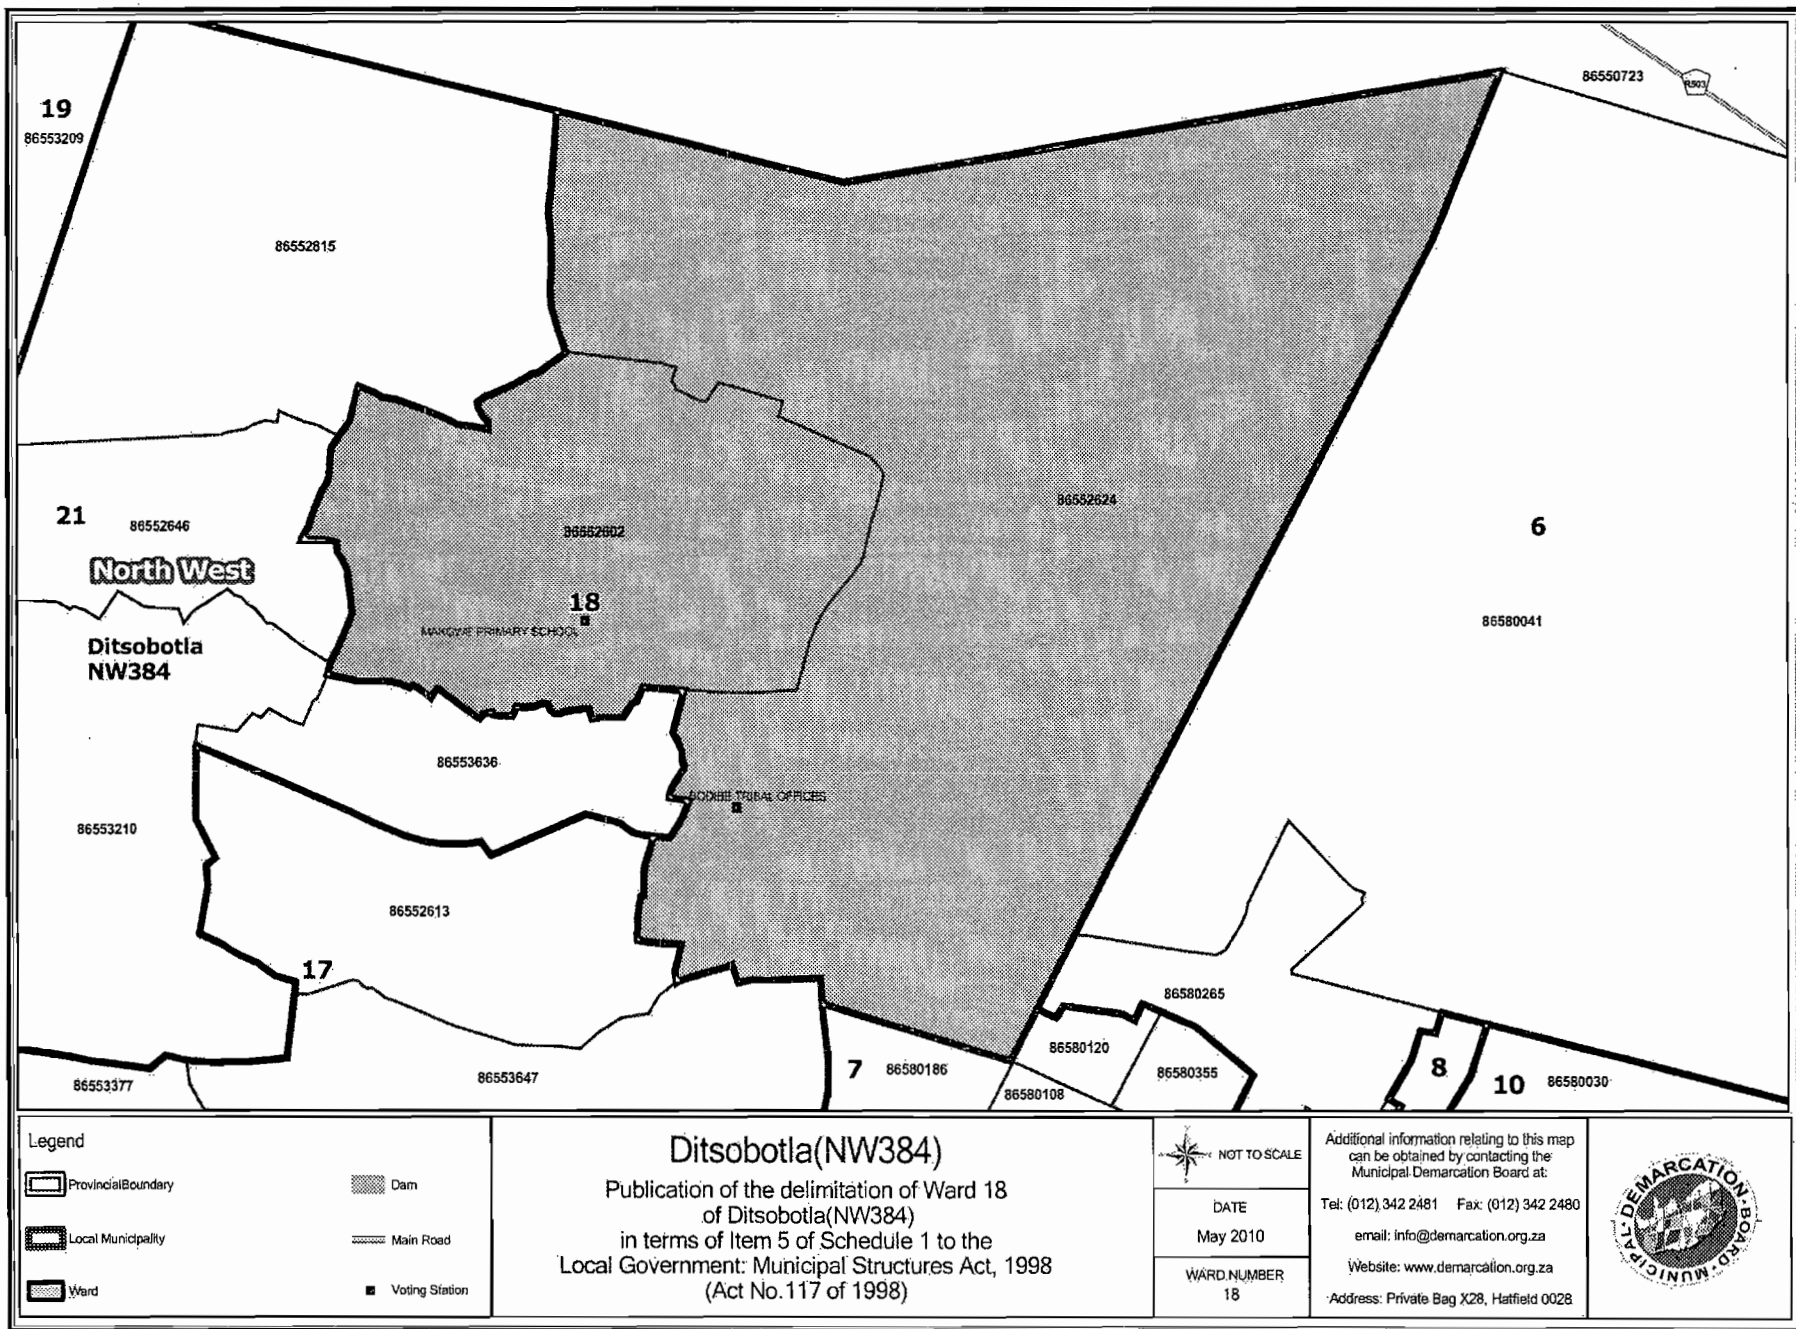 86550723
R503
19
86553209
86552815
86552624
21
86552646
86552602
6
North West
18
MAKGWE PRIMARY SCHOOL
86580041
Ditsobotla
NW384
86553636
BODIBE TRIBAL OFFICES
86553210
86552613
17
86580265
86580120
7
86580186
8
86580355
86553377
86553647
86580108
10
86580030
Legend
ProvincialBoundary
Dam
Local Municipality
Main Road
Ward
Voting Station
Ditsobotla(NW384)
Publication of the delimitation of Ward 18
of Ditsobotla(NW384)
in terms of Item 5 of Schedule 1 to the
Local Government: Municipal Structures Act, 1998
(Act No.117 of 1998)
NOT TO SCALE
DATE
May 2010
WARD NUMBER
18
Additional information relating to this map
can be obtained by contacting the
Municipal Demarcation Board at:
Tel: (012) 342 2481 Fax: (012) 342 2480
email: info@demarcation.org.za
Website: www.demarcation.org.za
Address: Private Bag X28, Hatfield 0028
MUNICIPAL DEMARCATION BOARD